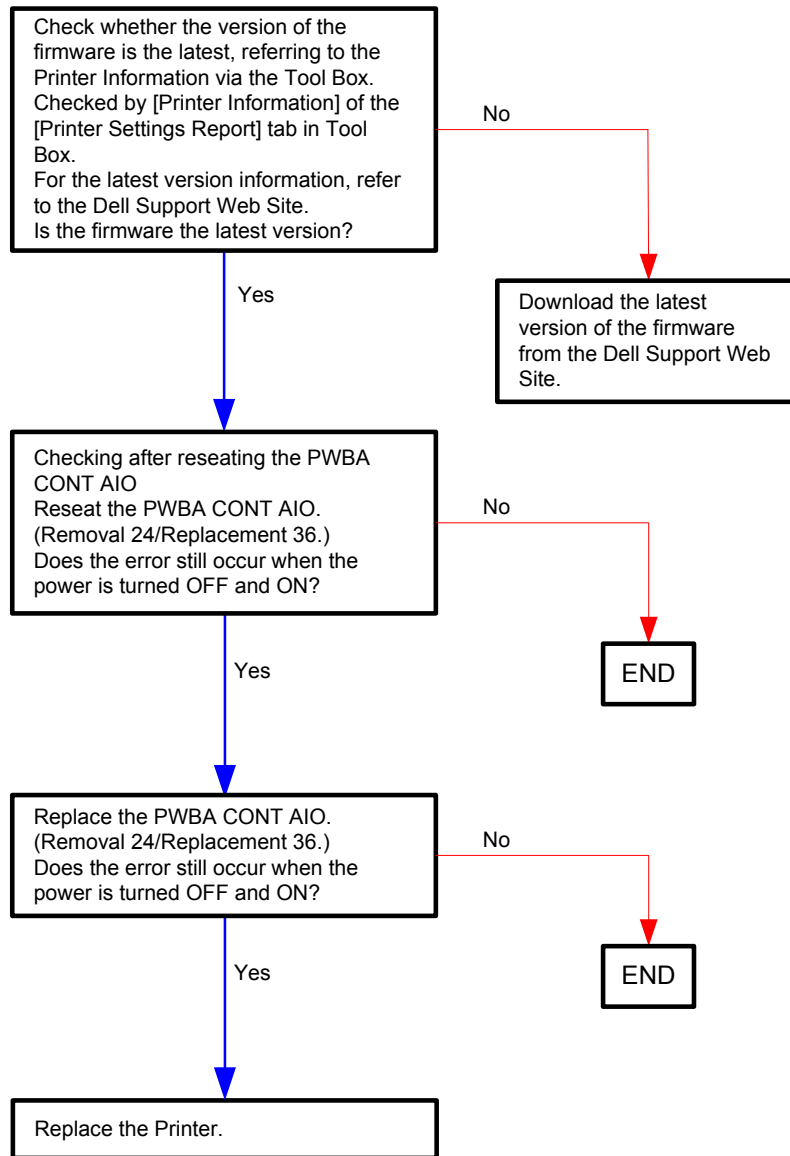 Check whether the version of the
firmware is the latest, referring to the
Printer Information via the Tool Box.
Checked by [Printer Information] of the
[Printer Settings Report] tab in Tool
Box.
For the latest version information, refer
to the Dell Support Web Site.
Is the firmware the latest version?
No
Yes
Download the latest
version of the firmware
from the Dell Support Web
Site.
Checking after reseating the PWBA
CONT AIO
Reseat the PWBA CONT AIO.
(Removal 24/Replacement 36.)
Does the error still occur when the
power is turned OFF and ON?
No
END
Yes
Replace the PWBA CONT AIO.
(Removal 24/Replacement 36.)
Does the error still occur when the
power is turned OFF and ON?
No
END
Yes
Replace the Printer.